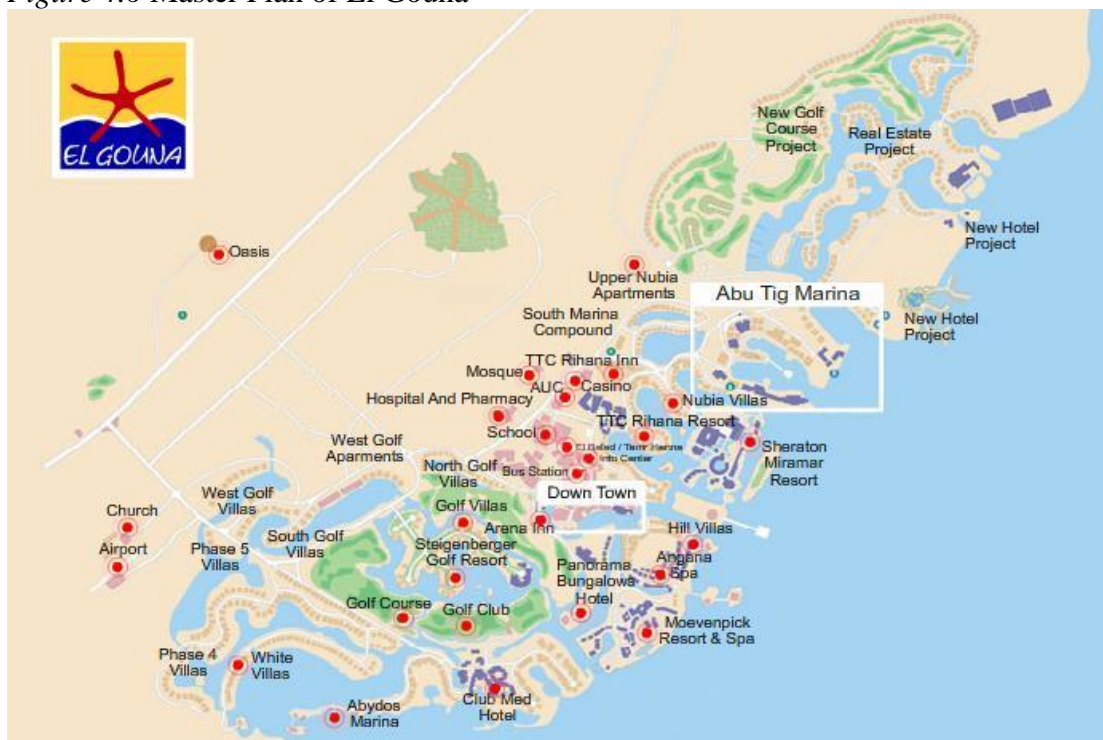 Figure 4.6 Master Plan of El Gouna
EL GOUNA
New Golf
Course
Project
Real Estate
Project
New Hotel
Project
Oasis
Upper Nubia
Apartments
Abu Tig Marina
New Hotel
Project
South Marina
Compound
TTC Rihana Inn
Mosque
AUC
Casino
Nubia Villas
Hospital And Pharmacy
TTC Rihana Resort
School
Info Center
Sheraton
Miramar
Resort
West Golf
Aparments
North Golf
Villas
Bus Station
Down Town
West Golf
Villas
Golf Villas
Church
Arena Inn
Hill Villas
South Golf
Villas
Steigenberger
Golf Resort
Airport
Phase 5
Villas
Panorama
Bungalows
Hotel
Angana
Spa
Golf Course
Golf Club
Moevenpick
Resort & Spa
Phase 4
Villas
White
Villas
Club Med
Hotel
Abydos
Marina